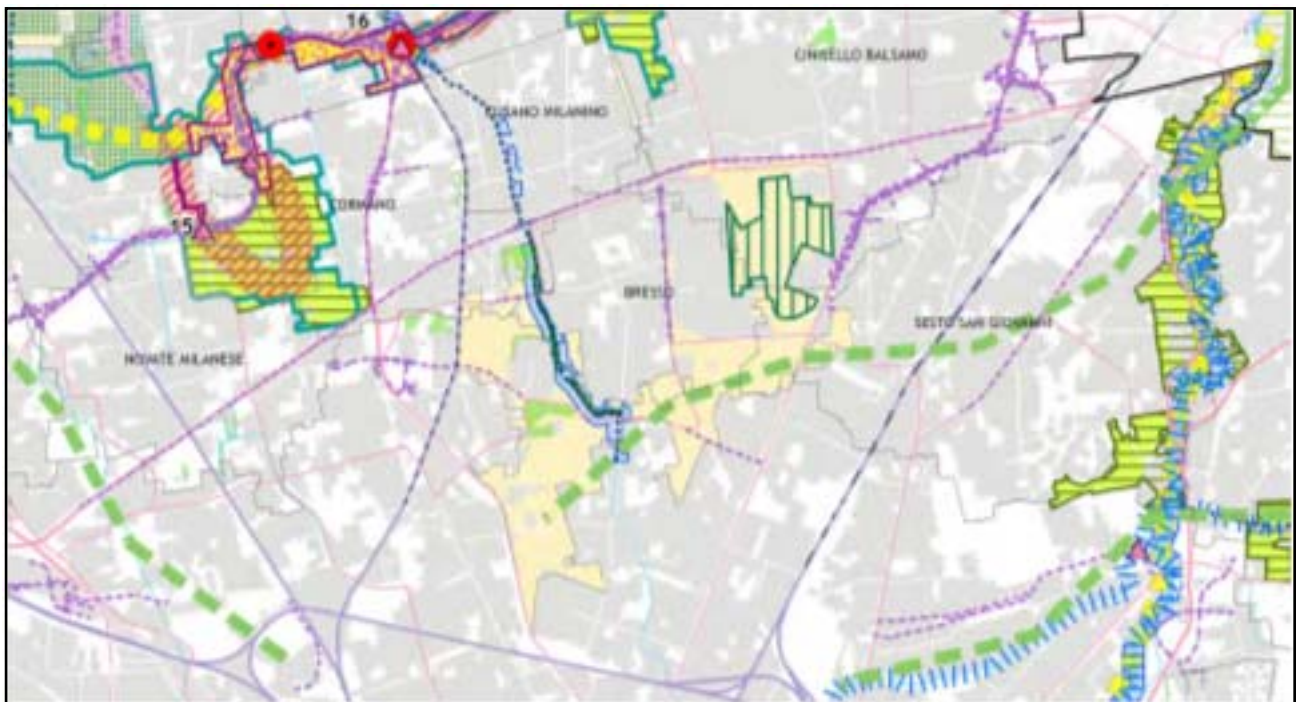 16
CINISELLO BALSAMO
CUSANO MILANINO
CORMANO
15
BRESSO
SESTO SAN GIOVANNI
NOVATE MILANESE